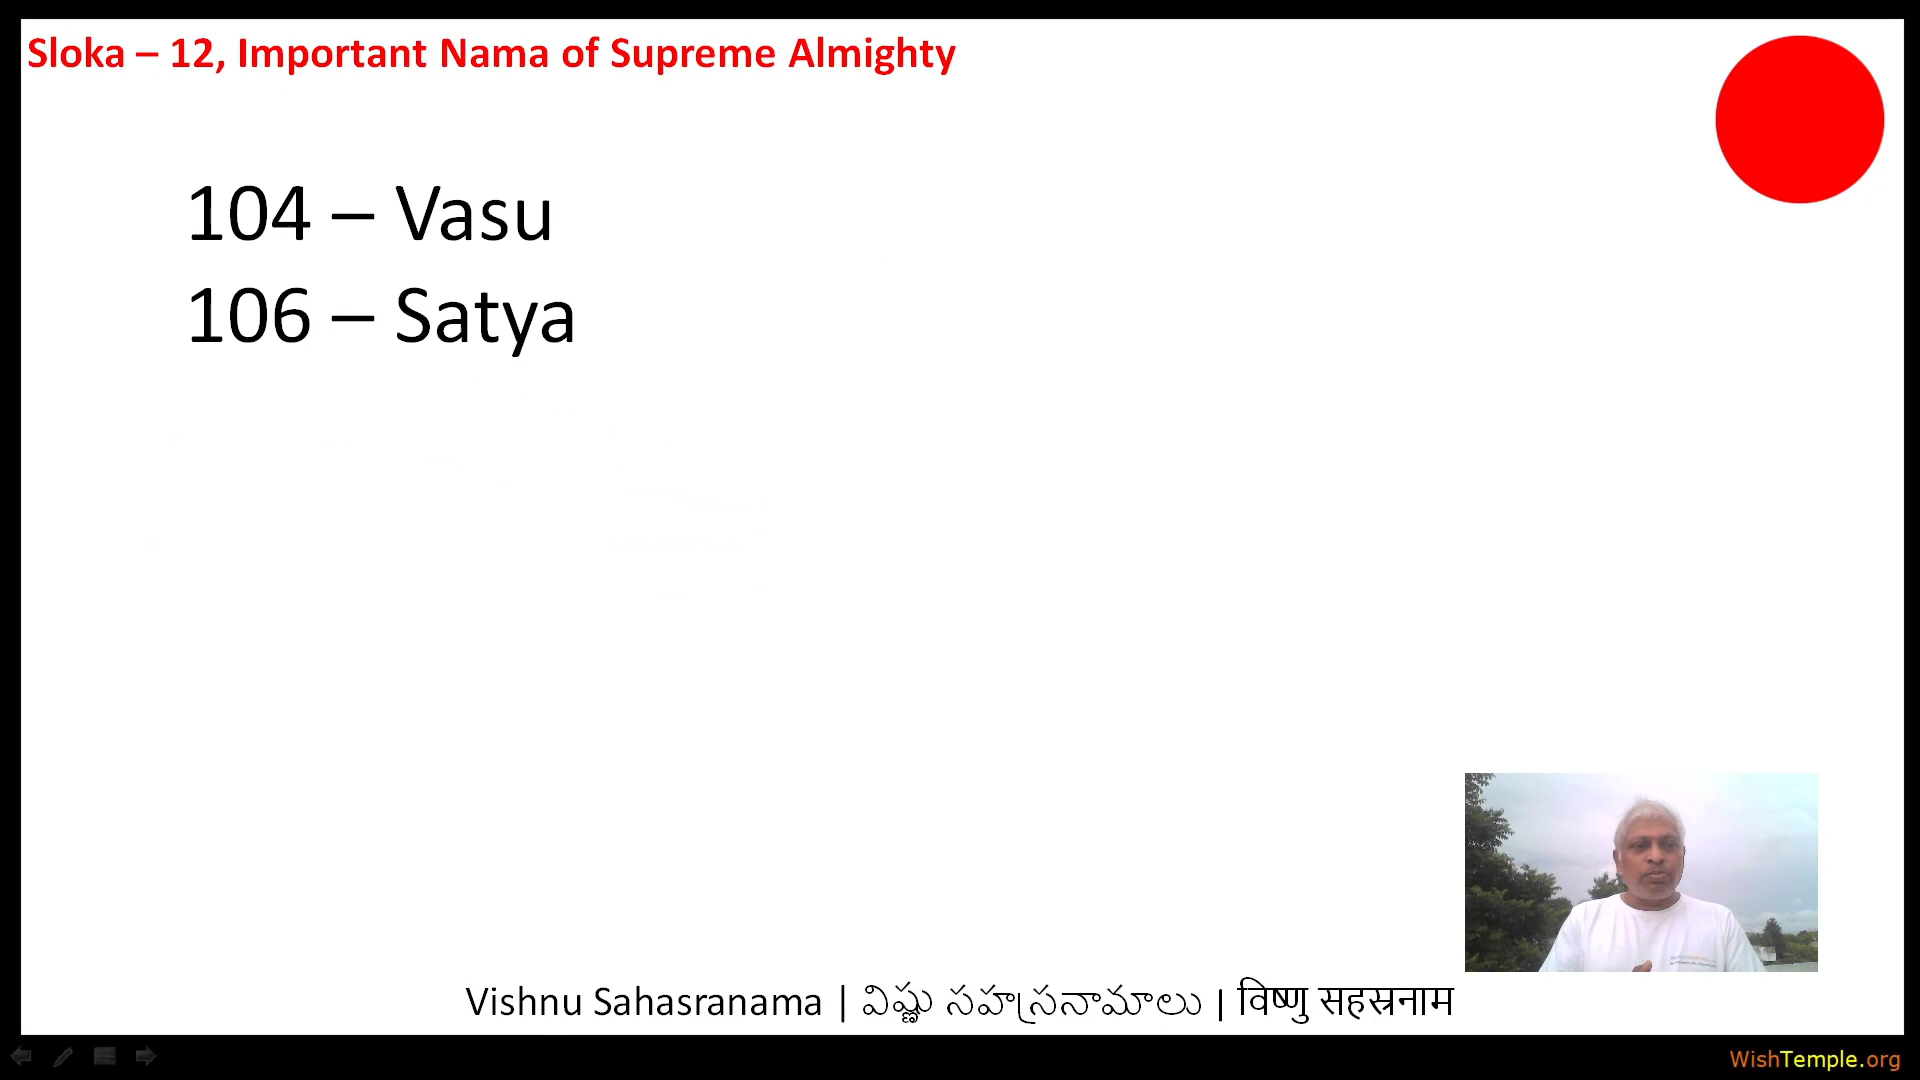 Sloka – 12, Important Nama of Supreme Almighty
104 – Vasu
106 – Satya
Vishnu Sahasranama | విష్ణు సహస్రనామాలు | विष्णु सहस्रनाम
WishTemple.org